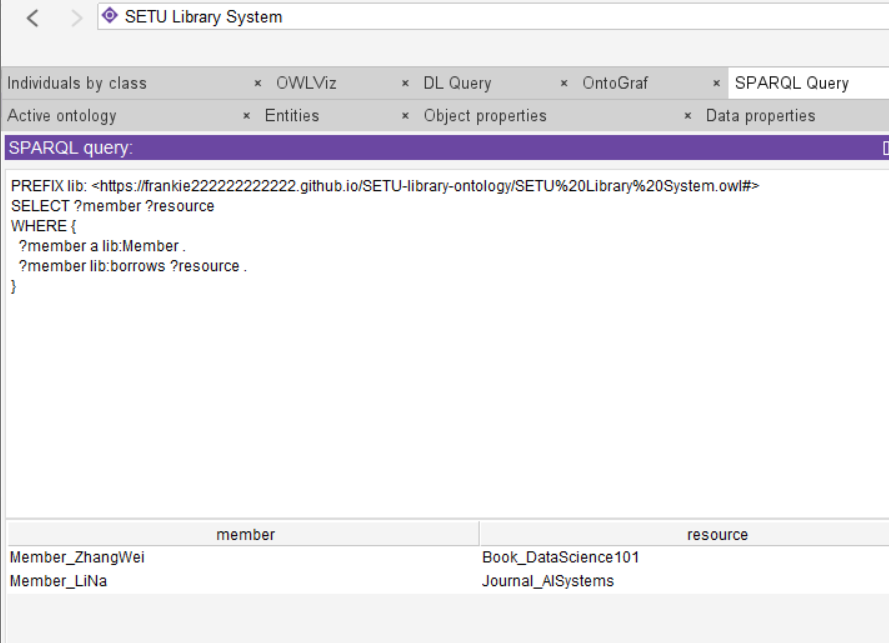 SETU Library System
Individuals by class × OWLViz × DL Query × OntoGraf × SPARQL Query
Active ontology × Entities × Object properties × Data properties
SPARQL query:
PREFIX lib: <https://frankie222222222222.github.io/SETU-library-ontology/SETU%20Library%20System.owl#>
SELECT ?member ?resource
WHERE {
?member a lib:Member .
?member lib:borrows ?resource .
}
member resource
Member_ZhangWei Book_DataScience101
Member_LiNa Journal_AISystems